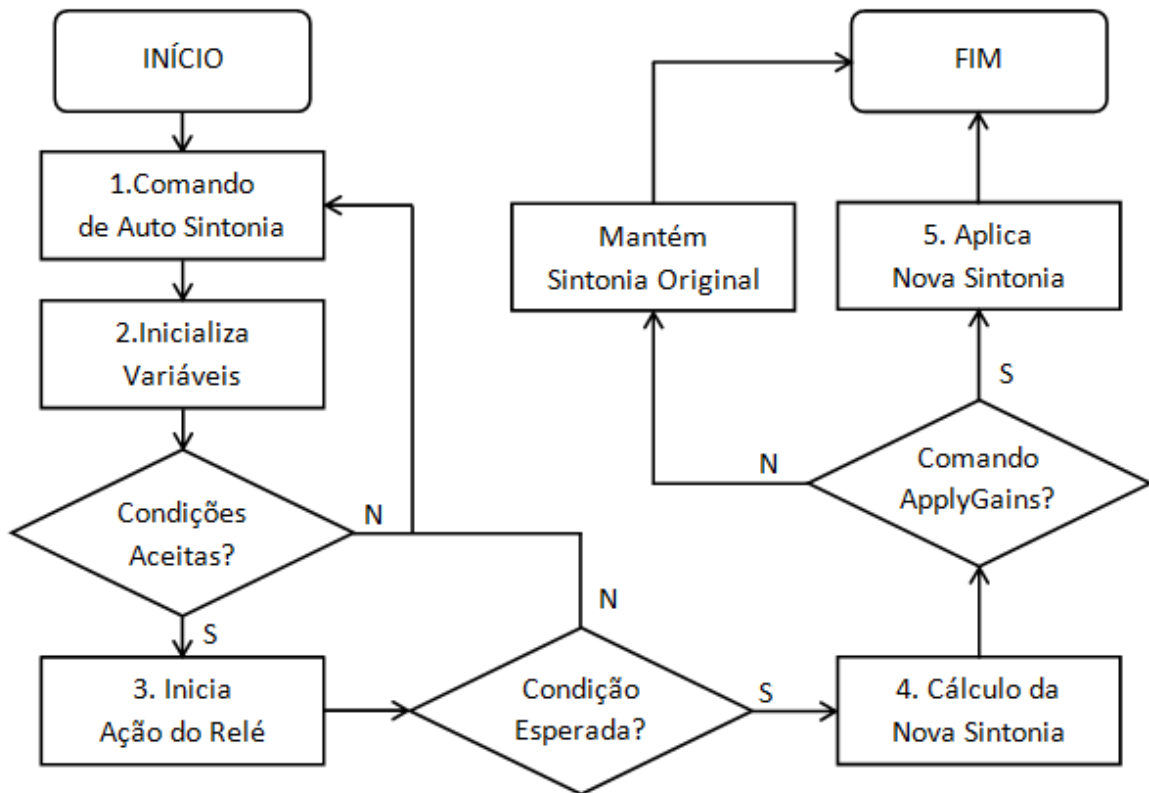 INÍCIO
1.Comando
de Auto Sintonia
2.Inicializa
Variáveis
Condições
Aceitas?
N
S
3. Inicia
Ação do Relé
Condição
Esperada?
N
S
4. Cálculo da
Nova Sintonia
Comando
ApplyGains?
N
S
Mantém
Sintonia Original
5. Aplica
Nova Sintonia
FIM